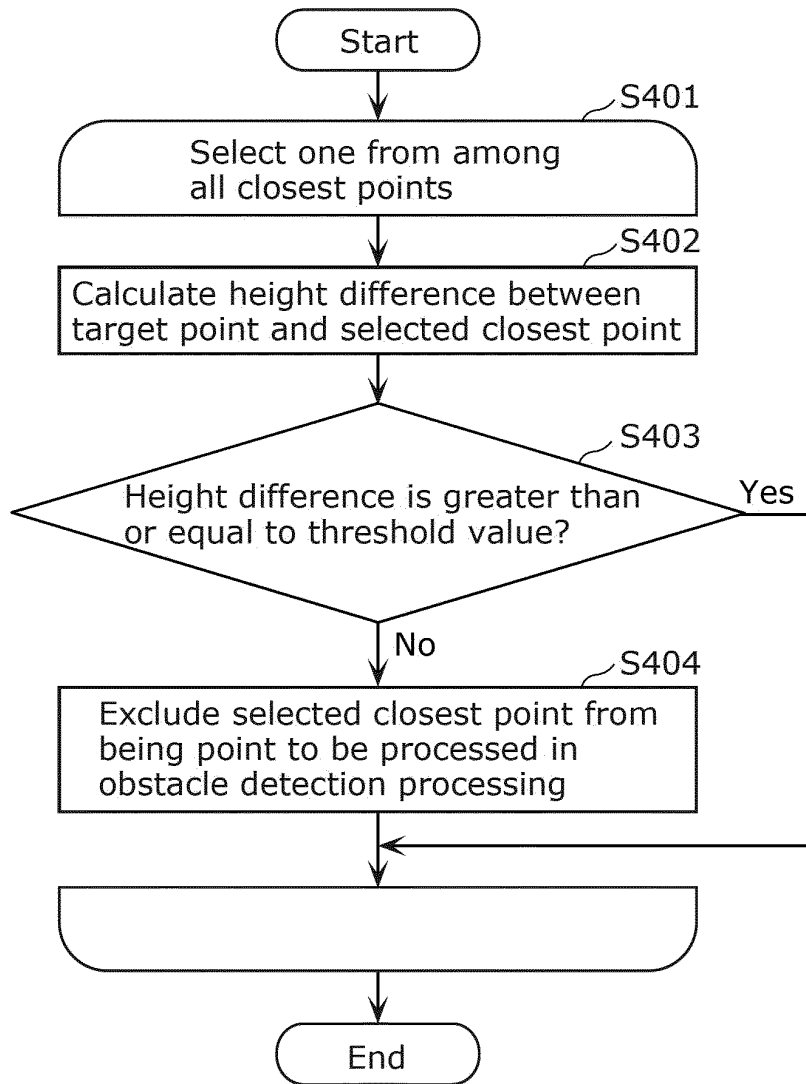 Start
S401
Select one from among
all closest points
S402
Calculate height difference between
target point and selected closest point
S403
Height difference is greater than
or equal to threshold value?
Yes
No
S404
Exclude selected closest point from
being point to be processed in
obstacle detection processing
End